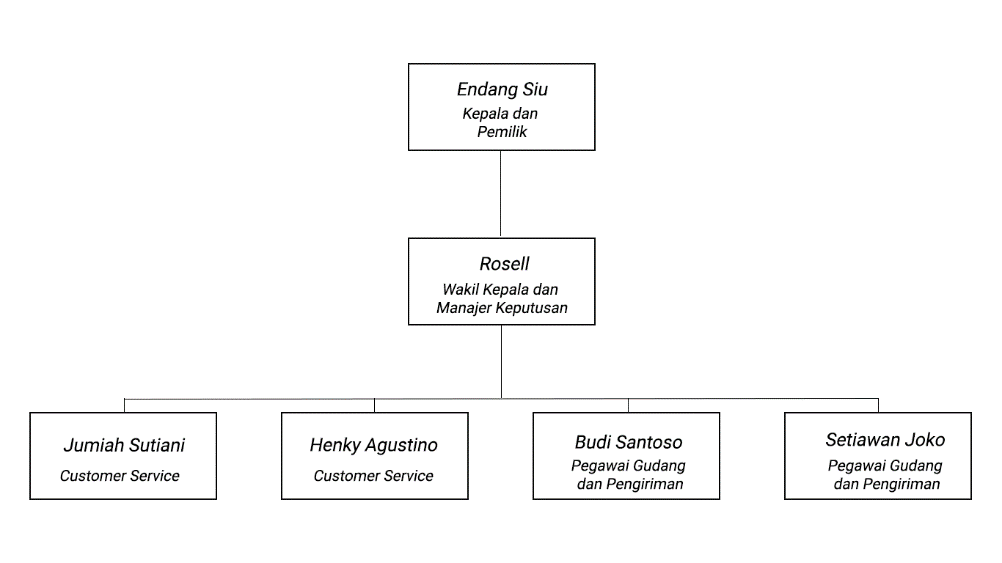 Endang Siu
Kepala dan
Pemilik
Rosell
Wakil Kepala dan
Manajer Keputusan
Jumiah Sutiani
Customer Service
Henky Agustino
Customer Service
Budi Santoso
Pegawai Gudang
dan Pengiriman
Setiawan Joko
Pegawai Gudang
dan Pengiriman